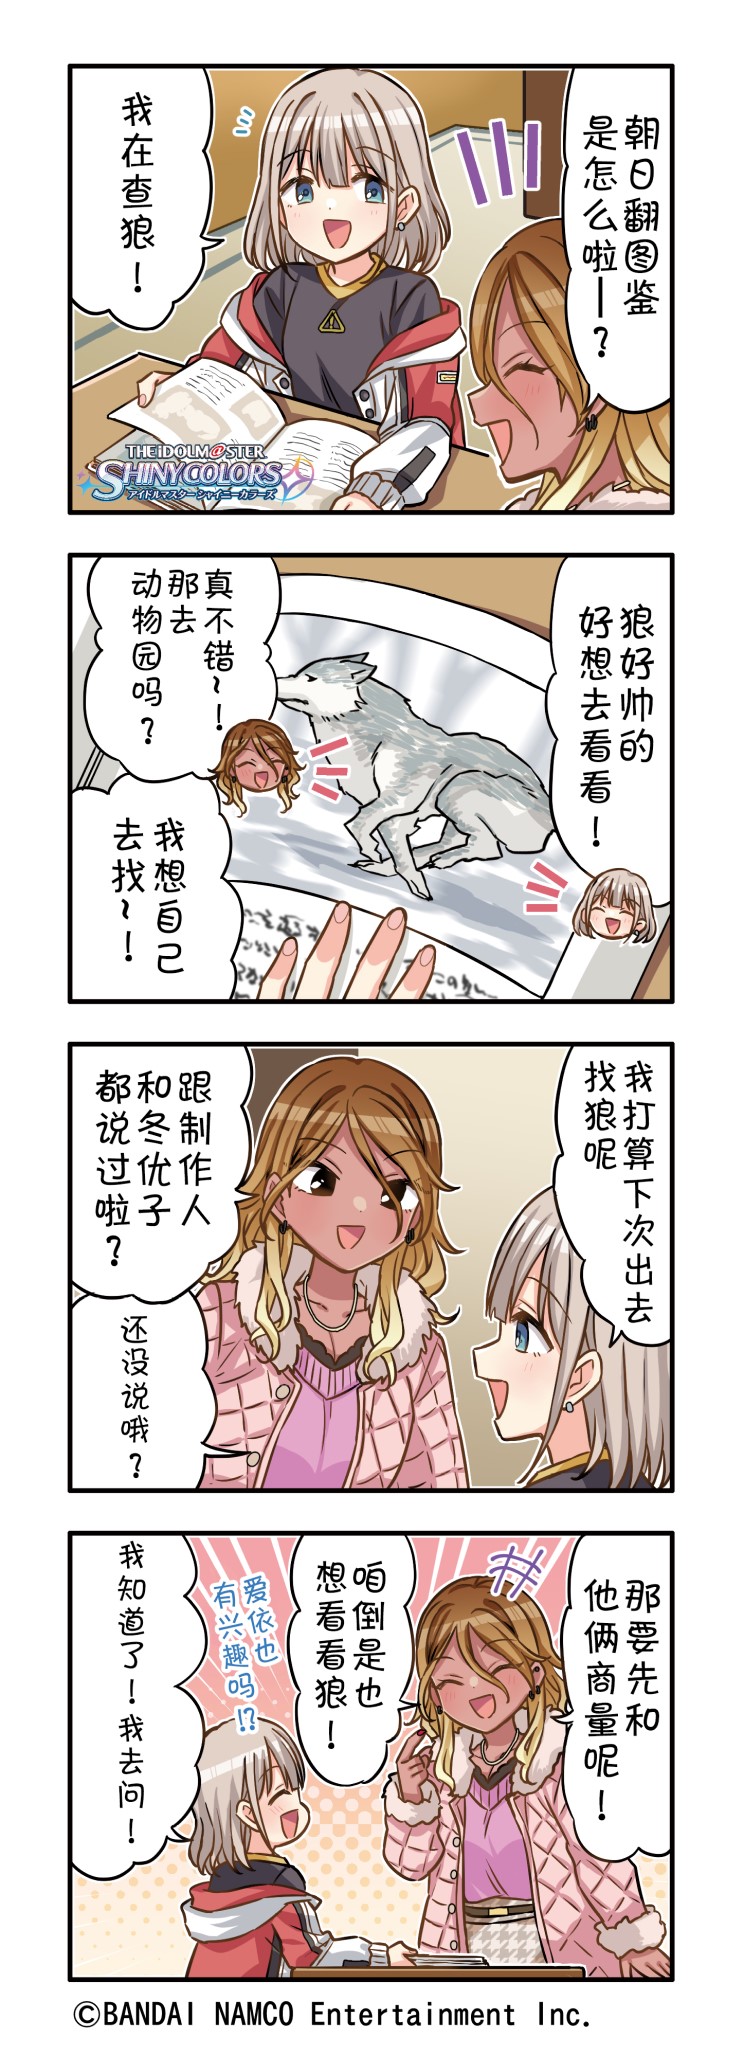 朝日翻图鉴
是怎么啦—?
我在查狼!
THE IDOLM@STER
SHINYCOLORS
アイドルマスター シャイニーカラーズ
狼好帅的
好想去看看!
真不错~!
那去
动物园吗?
我想自己
去找~!
我打算下次出去
找狼呢
跟制作人
和冬优子
都说过啦?
还没说哦?
那要先和
他俩商量呢!
咱倒是也
想看看狼!
爱依也
有兴趣吗!?
我知道了!我去问!
©BANDAI NAMCO Entertainment Inc.